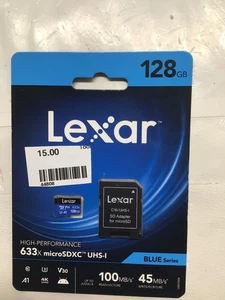 128GB
Lexar
15.00
64808
Lexar
SD Adapter
for microSD
HIGH-PERFORMANCE
633x microSDXC™ UHS-I
BLUE Series
V30
A1 4K
100MB/s
45MB/s